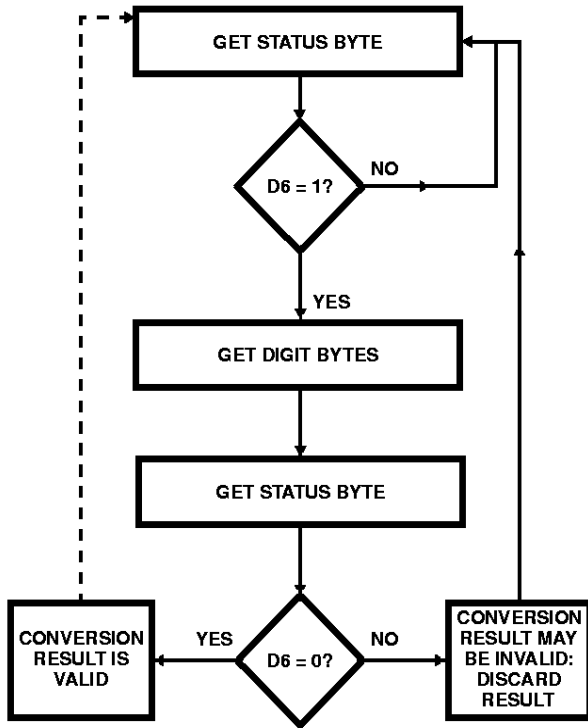 GET STATUS BYTE
D6 = 1?
NO
YES
GET DIGIT BYTES
GET STATUS BYTE
D6 = 0?
YES
NO
CONVERSION
RESULT IS
VALID
CONVERSION
RESULT MAY
BE INVALID:
DISCARD
RESULT